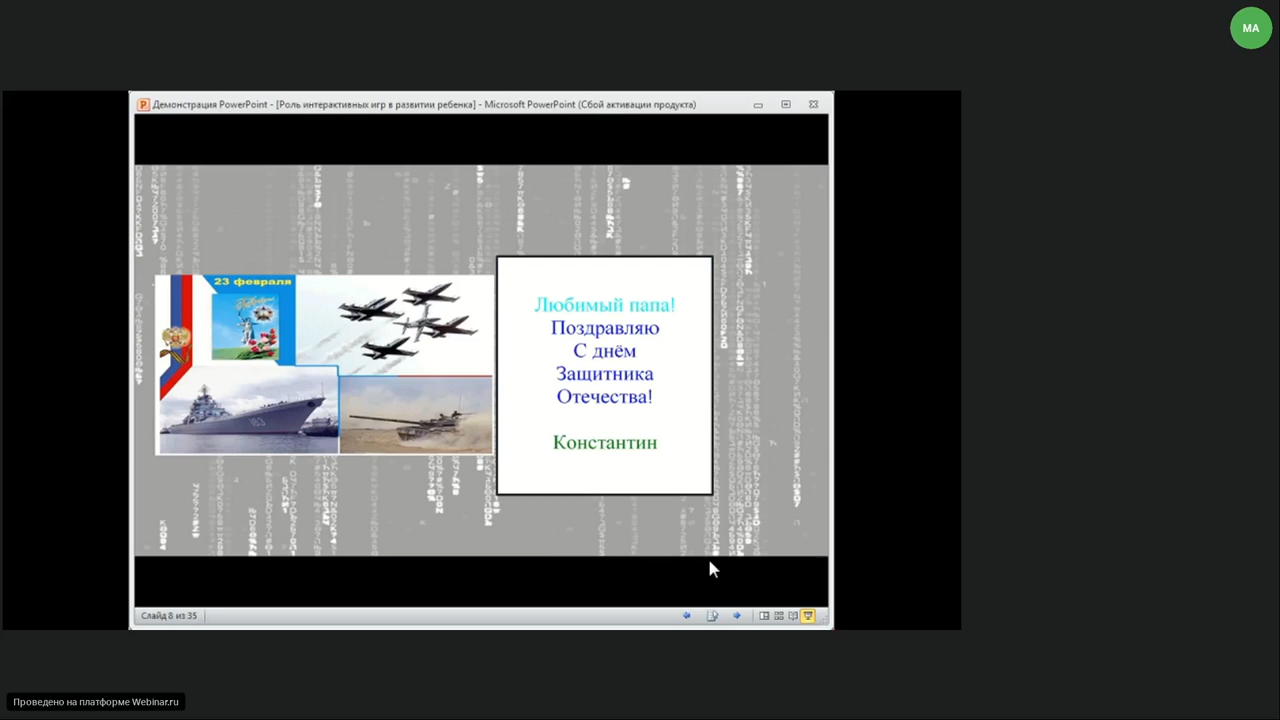 МА
Демонстрация PowerPoint - [Роль интерактивных игр в развитии ребенка] - Microsoft PowerPoint (Сбой активации продукта)
23 февраля
Любимый папа!
Поздравляю
С днём
Защитника
Отечества!
Константин
183
Слайд 8 из 35
Проведено на платформе Webinar.ru